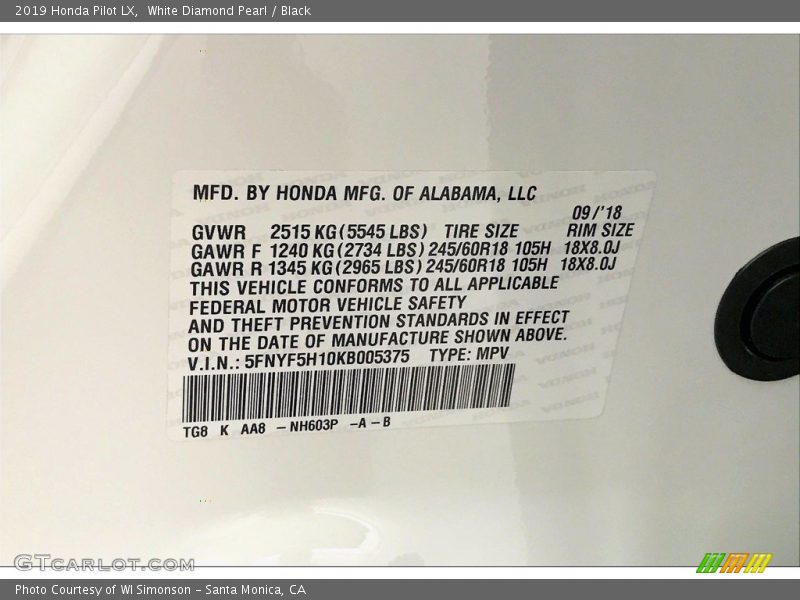 2019 Honda Pilot LX,  White Diamond Pearl / Black
MFD. BY HONDA MFG. OF ALABAMA, LLC
09/'18
GVWR 2515 KG(5545 LBS) TIRE SIZE RIM SIZE
GAWR F 1240 KG(2734 LBS) 245/60R18 105H 18X8.0J
GAWR R 1345 KG(2965 LBS) 245/60R18 105H 18X8.0J
THIS VEHICLE CONFORMS TO ALL APPLICABLE
FEDERAL MOTOR VEHICLE SAFETY
AND THEFT PREVENTION STANDARDS IN EFFECT
ON THE DATE OF MANUFACTURE SHOWN ABOVE.
V.I.N.: 5FNYF5H10KB005375 TYPE: MPV
TG8 K AA8 -NH603P -A-B
GTCARLOT.COM
Photo Courtesy of WI Simonson - Santa Monica, CA